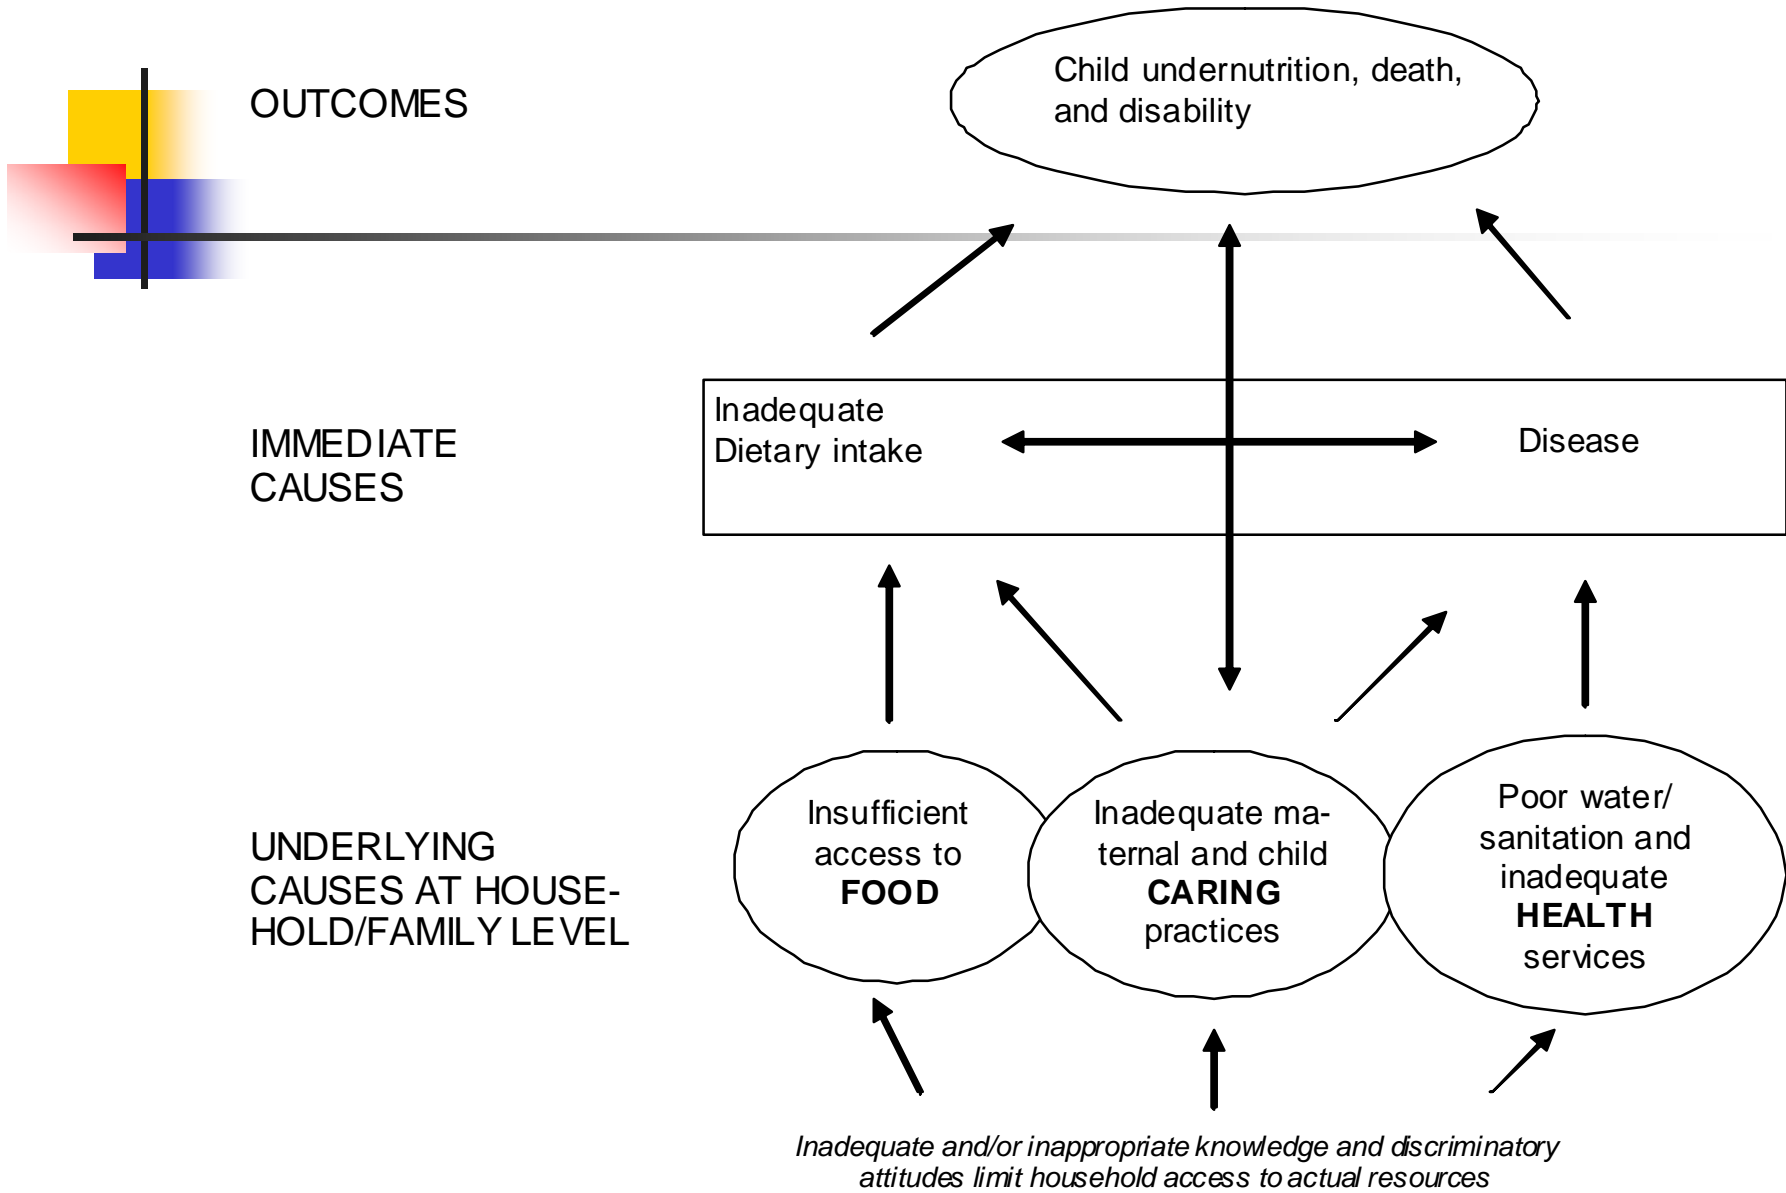 OUTCOMES
Child undernutrition, death,
and disability
IMMEDIATE
CAUSES
Inadequate
Dietary intake
Disease
UNDERLYING
CAUSES AT HOUSE-
HOLD/FAMILY LEVEL
Insufficient
access to
FOOD
Inadequate ma-
ternal and child
CARING
practices
Poor water/
sanitation and
inadequate
HEALTH
services
Inadequate and/or inappropriate knowledge and discriminatory
attitudes limit household access to actual resources